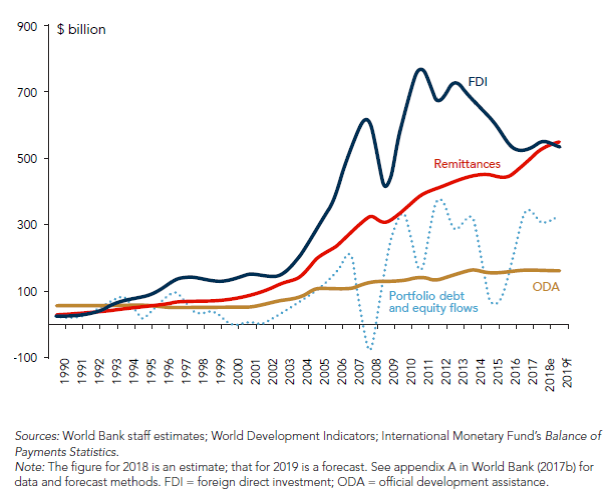 900
$ billion
700
FDI
500
Remittances
300
100
ODA
Portfolio debt
and equity flows
-100
1990
1991
1992
1993
1994
1995
1996
1997
1998
1999
2000
2001
2002
2003
2004
2005
2006
2007
2008
2009
2010
2011
2012
2013
2014
2015
2016
2017
2018e
2019f
Sources: World Bank staff estimates; World Development Indicators; International Monetary Fund’s Balance of
Payments Statistics.
Note: The figure for 2018 is an estimate; that for 2019 is a forecast. See appendix A in World Bank (2017b) for
data and forecast methods. FDI = foreign direct investment; ODA = official development assistance.